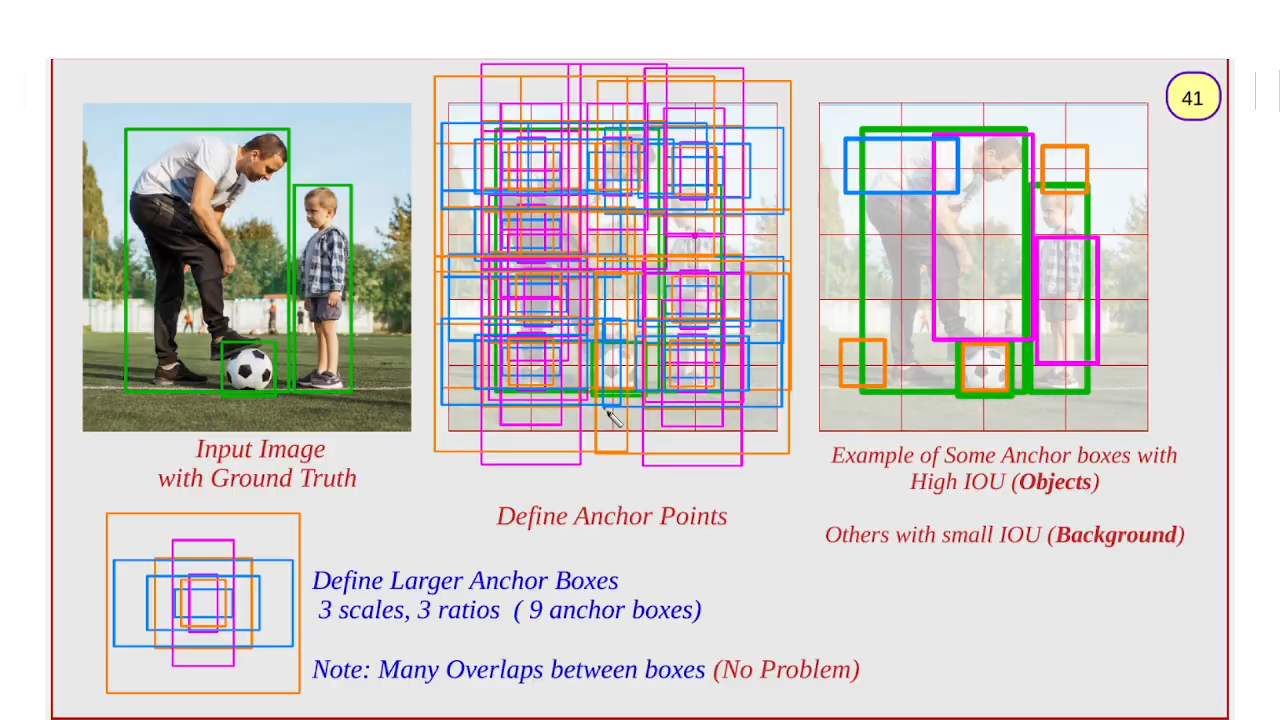 41
Input Image
with Ground Truth
Define Anchor Points
Example of Some Anchor boxes with
High IOU (Objects)
Others with small IOU (Background)
Define Larger Anchor Boxes
3 scales, 3 ratios ( 9 anchor boxes)
Note: Many Overlaps between boxes (No Problem)